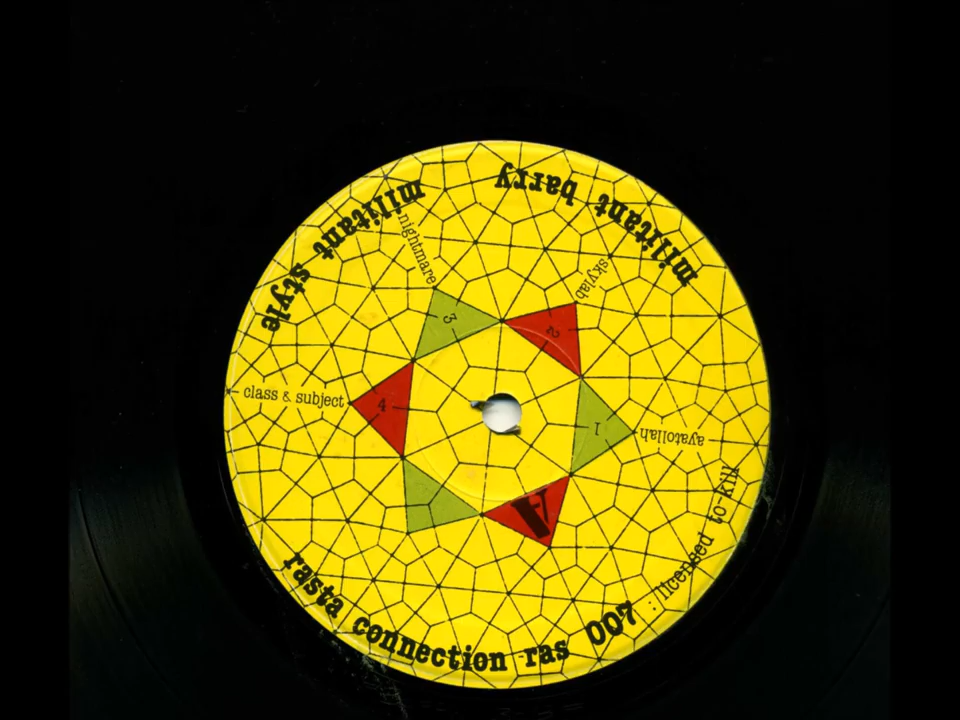 militant barry
militant style
A
1
ayatollah
2
skylab
3
nightmare
4
class & subject
rasta connection ras 007 : licensed to kill